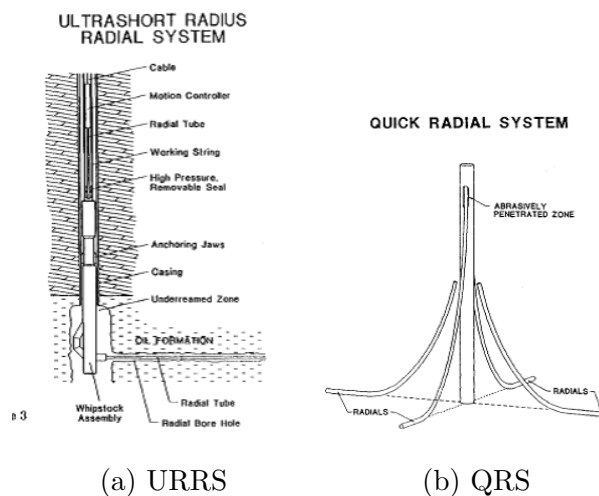 ULTRASHORT RADIUS
RADIAL SYSTEM
Cable
Motion Controller
Radial Tube
Working String
High Pressure,
Removable Seal
Anchoring Jaws
Casing
Underreamed Zone
OIL FORMATION
Whipstock
Assembly
Radial Tube
Radial Bore Hole
e 3
QUICK RADIAL SYSTEM
ABRASIVELY
PENETRATED ZONE
RADIALS
RADIALS
(a) URRS
(b) QRS